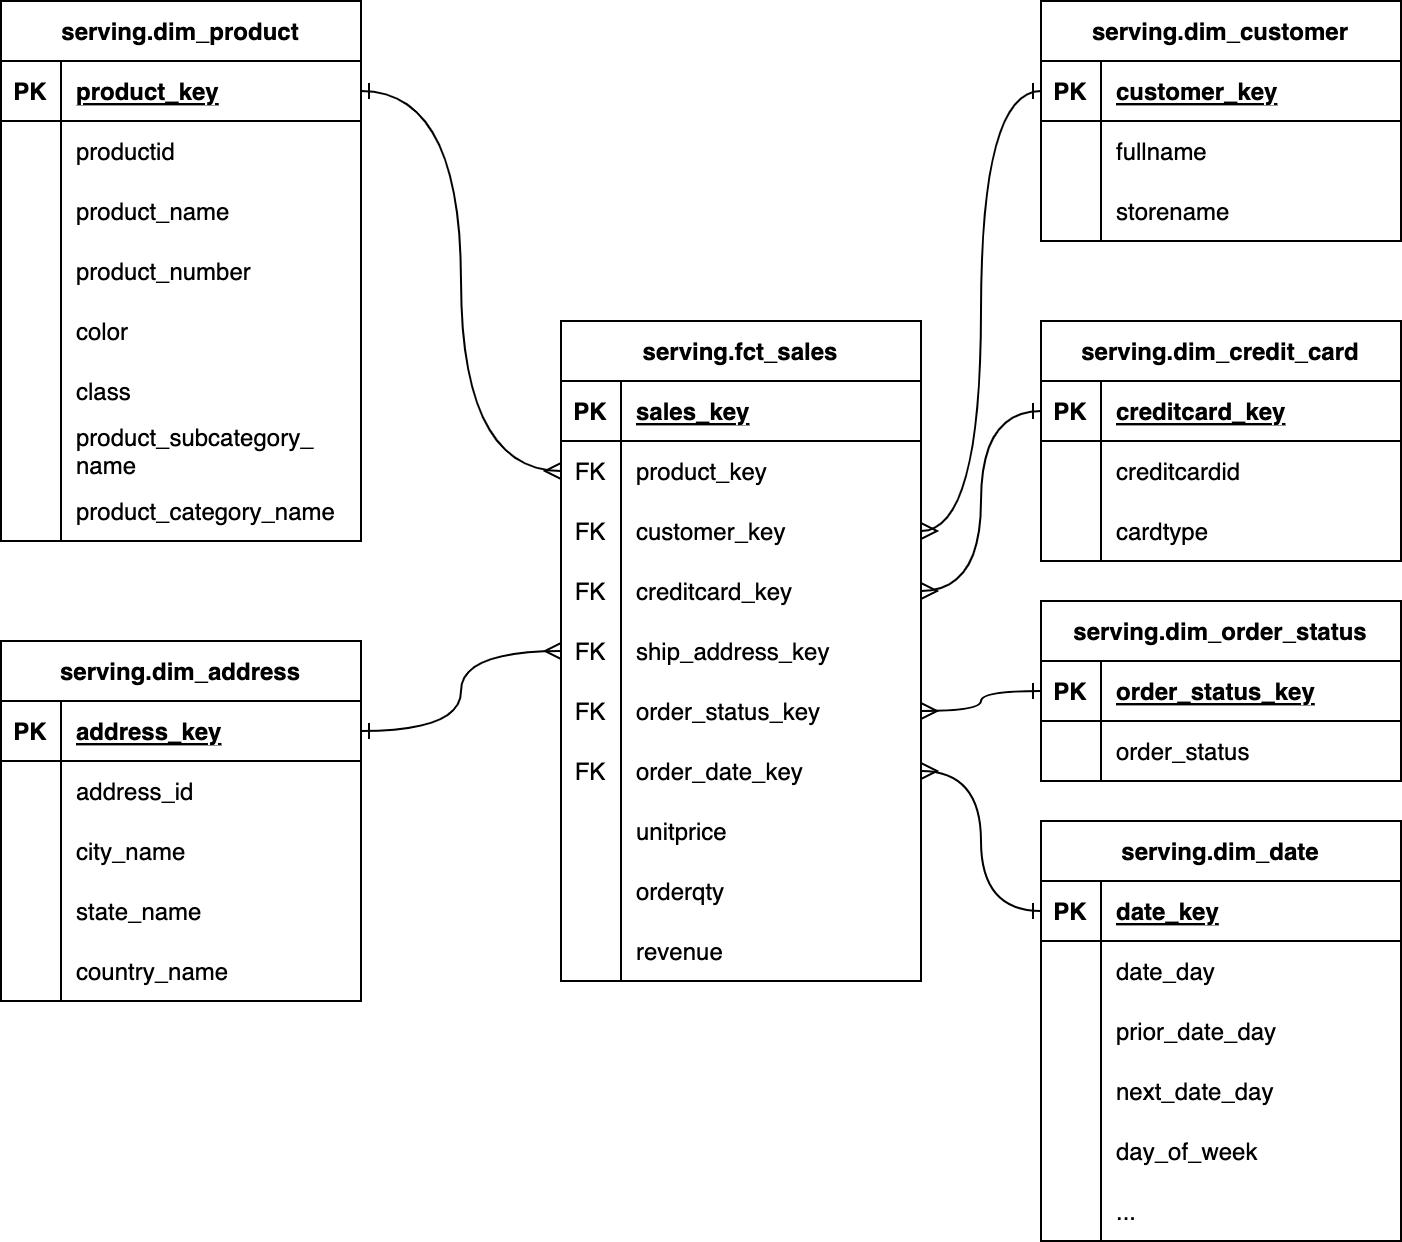 serving.dim_product
PK product_key
productid
product_name
product_number
color
class
product_subcategory_
name
product_category_name
serving.dim_address
PK address_key
address_id
city_name
state_name
country_name
serving.fct_sales
PK sales_key
FK product_key
FK customer_key
FK creditcard_key
FK ship_address_key
FK order_status_key
FK order_date_key
unitprice
orderqty
revenue
serving.dim_customer
PK customer_key
fullname
storename
serving.dim_credit_card
PK creditcard_key
creditcardid
cardtype
serving.dim_order_status
PK order_status_key
order_status
serving.dim_date
PK date_key
date_day
prior_date_day
next_date_day
day_of_week
...